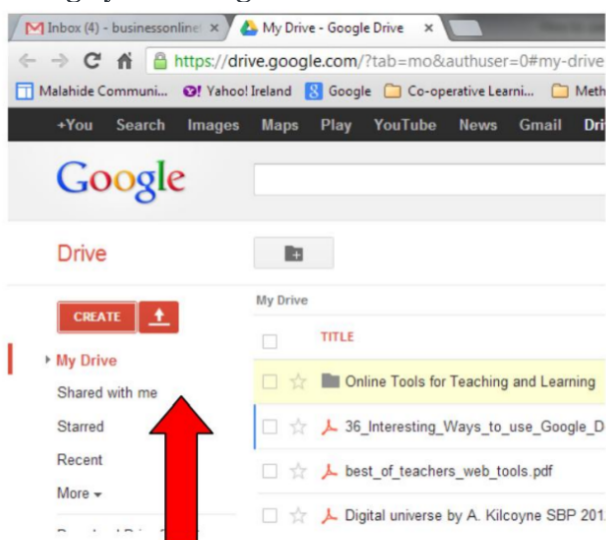 Inbox (4) - businessonline × My Drive - Google Drive ×
https://drive.google.com/?tab=mo&authuser=0#my-drive
Malahide Communi... Yahoo! Ireland Google Co-operative Learni... Meth
+You Search Images Maps Play YouTube News Gmail Dri
Google
Drive
CREATE
My Drive
Shared with me
Starred
Recent
More
My Drive
TITLE
Online Tools for Teaching and Learning
36_Interesting_Ways_to_use_Google_D
best_of_teachers_web_tools.pdf
Digital universe by A. Kilcoyne SBP 201